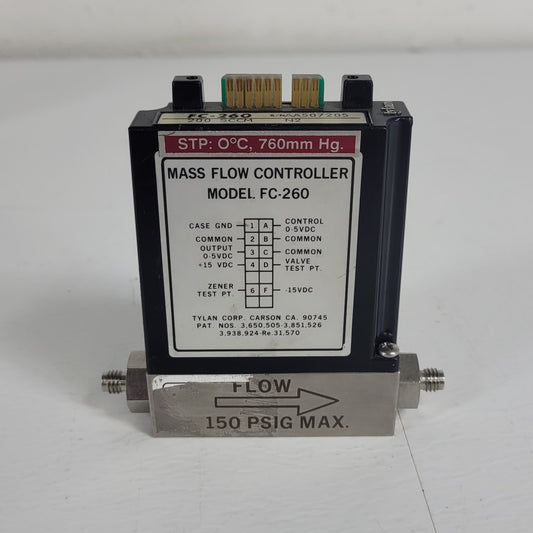 FC-260 S/N AA507205
200 SCCM N2
STP: 0°C, 760mm Hg.
MASS FLOW CONTROLLER
MODEL FC-260
CASE GND 1 A CONTROL 0-5VDC
COMMON 2 B COMMON
OUTPUT 0-5VDC 3 C COMMON
+15 VDC 4 D VALVE TEST PT.
ZENER TEST PT. 6 F -15VDC
TYLAN CORP. CARSON CA. 90745
PAT. NOS. 3,650,505-3,851,526
3,938,924-Re.31,570
FLOW
150 PSIG MAX.